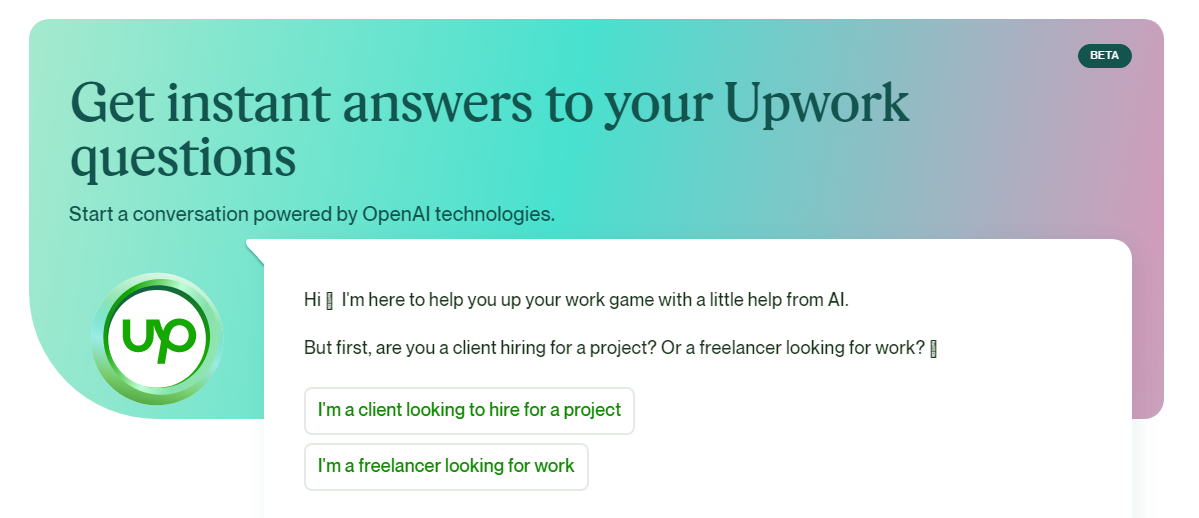 BETA
Get instant answers to your Upwork
questions
Start a conversation powered by OpenAI technologies.
up
Hi I'm here to help you up your work game with a little help from AI.
But first, are you a client hiring for a project? Or a freelancer looking for work?
I'm a client looking to hire for a project
I'm a freelancer looking for work